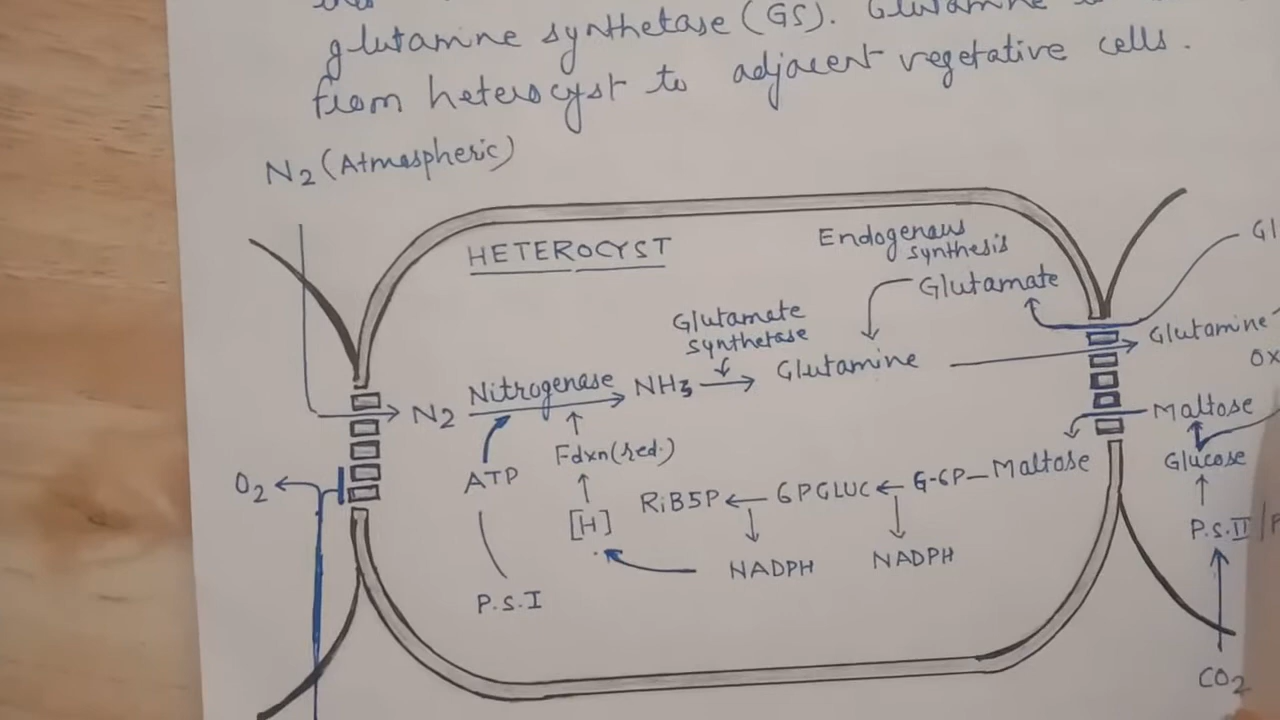 glutamine synthetase (GS). Glutamine
from heterocyst to adjacent vegetative cells.
N2 (Atmospheric)
HETEROCYST
Endogenous
synthesis
Glutamate
Glutamate
synthetase
Glutamine
Glutamine
N2
Nitrogenase
NH3
Maltose
Glucose
O2
ATP
Fdxn(red.)
[H]
RiB5P
6PGLUC
G-6P
Maltose
P.S.II
NADPH
NADPH
P.S.I
CO2